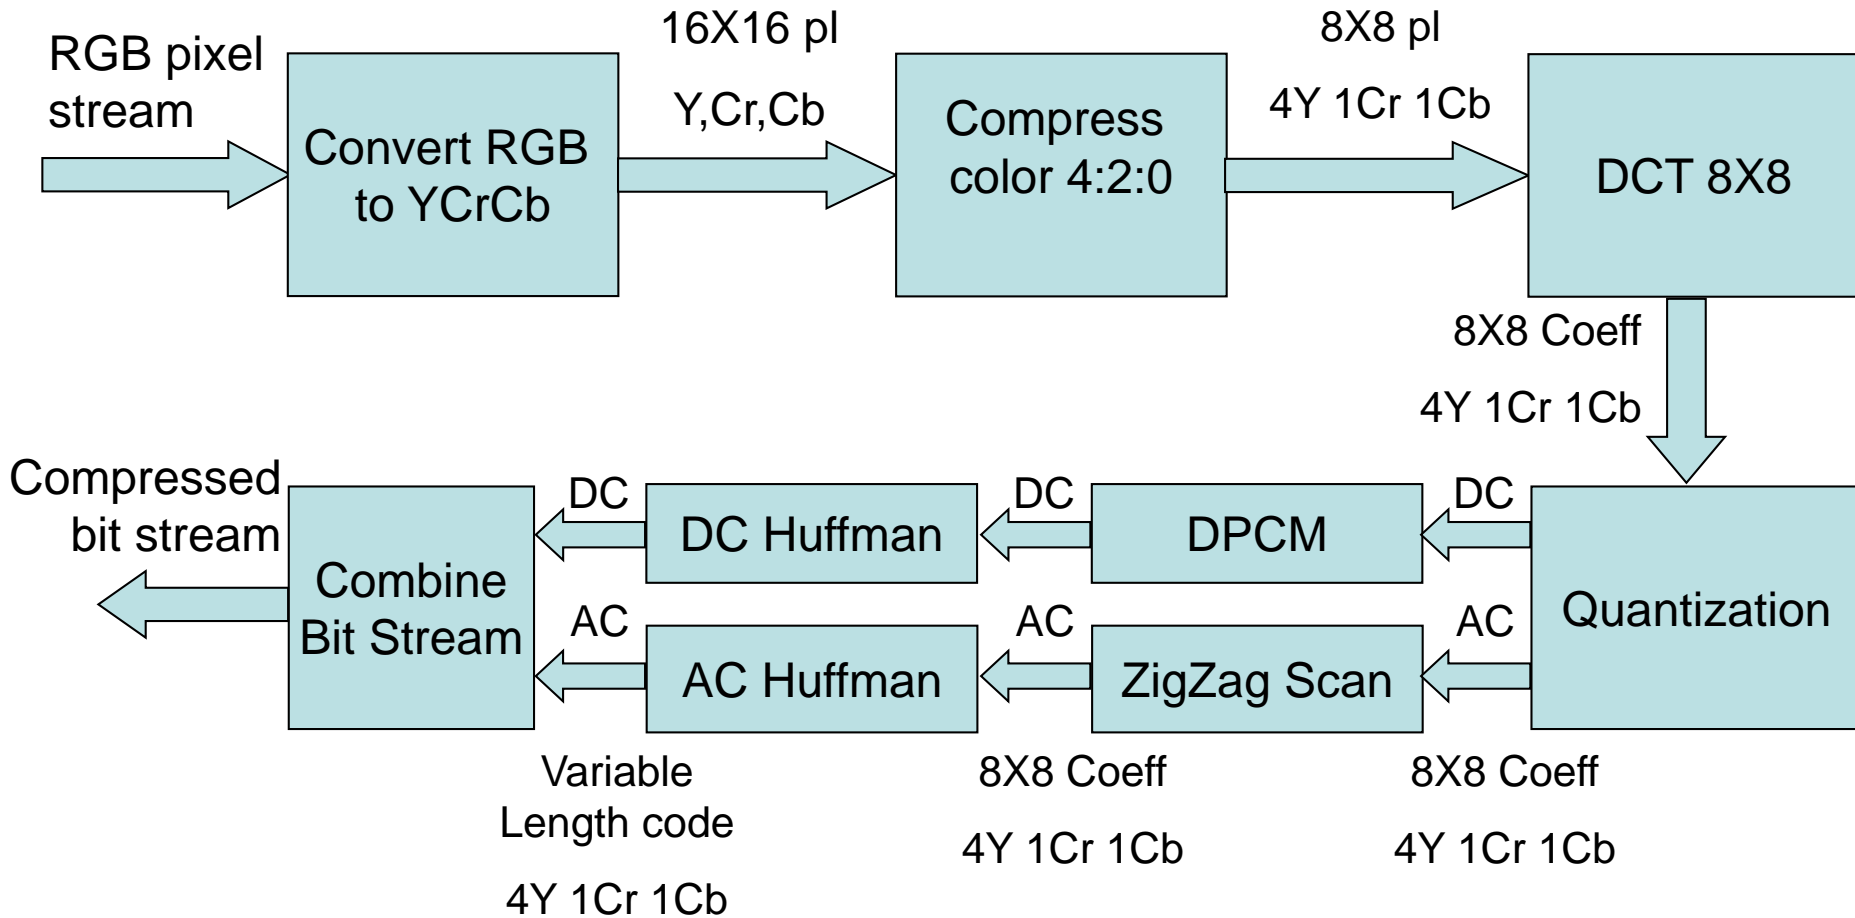 RGB pixel
stream
Convert RGB
to YCrCb
16X16 pl
Y,Cr,Cb
Compress
color 4:2:0
8X8 pl
4Y 1Cr 1Cb
DCT 8X8
8X8 Coeff
4Y 1Cr 1Cb
Quantization
DC
DPCM
DC
DC Huffman
DC
AC
ZigZag Scan
AC
AC Huffman
AC
Combine
Bit Stream
Compressed
bit stream
8X8 Coeff
4Y 1Cr 1Cb
8X8 Coeff
4Y 1Cr 1Cb
Variable
Length code
4Y 1Cr 1Cb